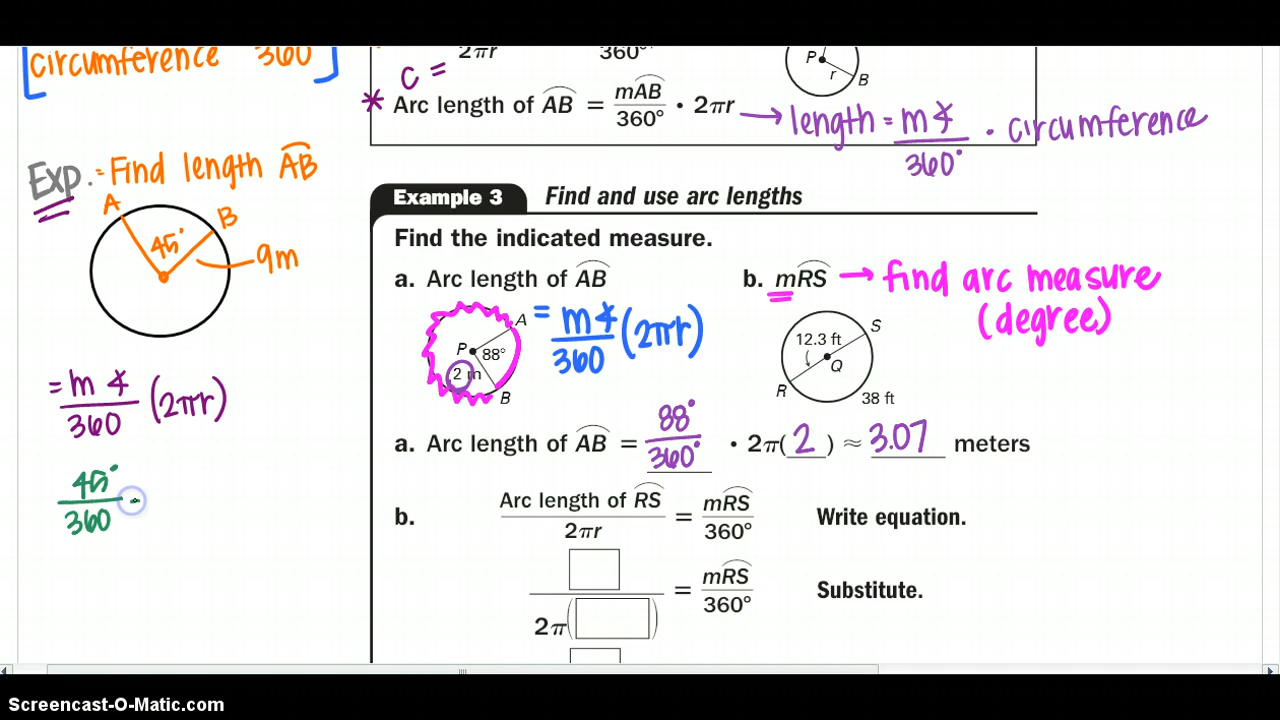 circumference 360
Exp. : Find length AB
A
B
45°
9m
= m∡
360
(2πr)
45°
360
2πr 360°
C =
P
r
B
* Arc length of AB = mAB / 360° • 2πr → length = m∡ / 360° • circumference
Example 3 Find and use arc lengths
Find the indicated measure.
a. Arc length of AB
= m∡ / 360 (2πr)
A
P
88°
2 m
B
b. mRS → find arc measure
(degree)
S
12.3 ft
Q
R
38 ft
a. Arc length of AB = 88° / 360° • 2π(2) ≈ 3.07 meters
b. Arc length of RS / 2πr = mRS / 360° Write equation.
2π( ) = mRS / 360° Substitute.
Screencast-O-Matic.com